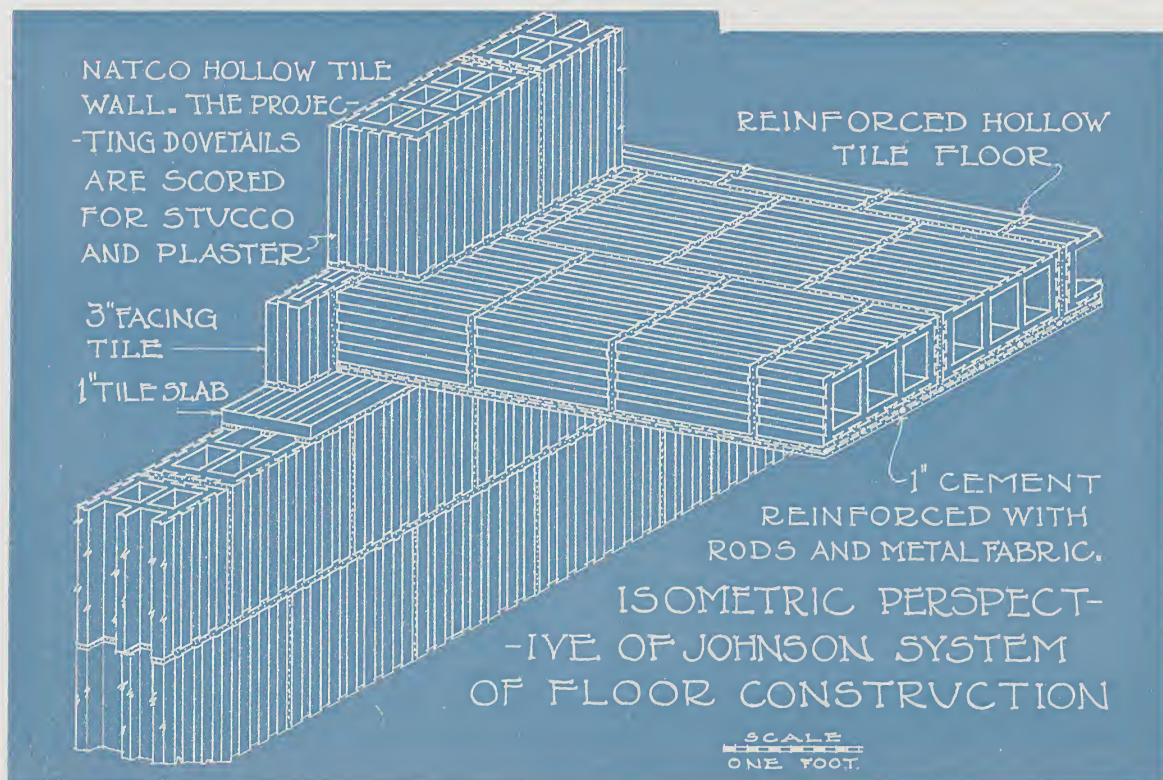 NATCO HOLLOW TILE
WALL. THE PROJEC-
-TING DOVETAILS
ARE SCORED
FOR STUCCO
AND PLASTER
REINFORCED HOLLOW
TILE FLOOR
3" FACING
TILE
1" TILE SLAB
1" CEMENT
REINFORCED WITH
RODS AND METAL FABRIC.
ISOMETRIC PERSPECT-
-IVE OF JOHNSON SYSTEM
OF FLOOR CONSTRUCTION
SCALE
ONE FOOT.